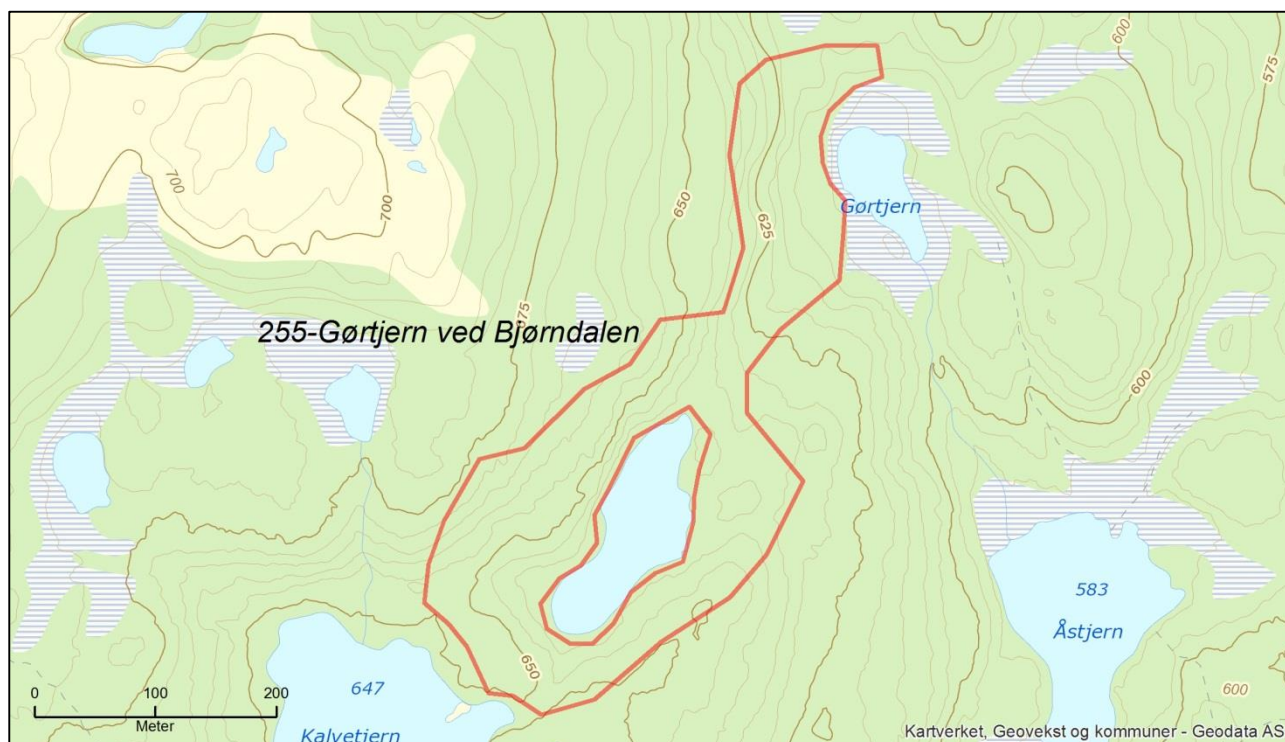 600
575
700
700
650
Gørtjern
625
675
255-Gørtjern ved Bjørndalen
600
583
Åstjern
650
647
Kalvetjern
600
0 100 200
Meter
Kartverket, Geovekst og kommuner - Geodata AS